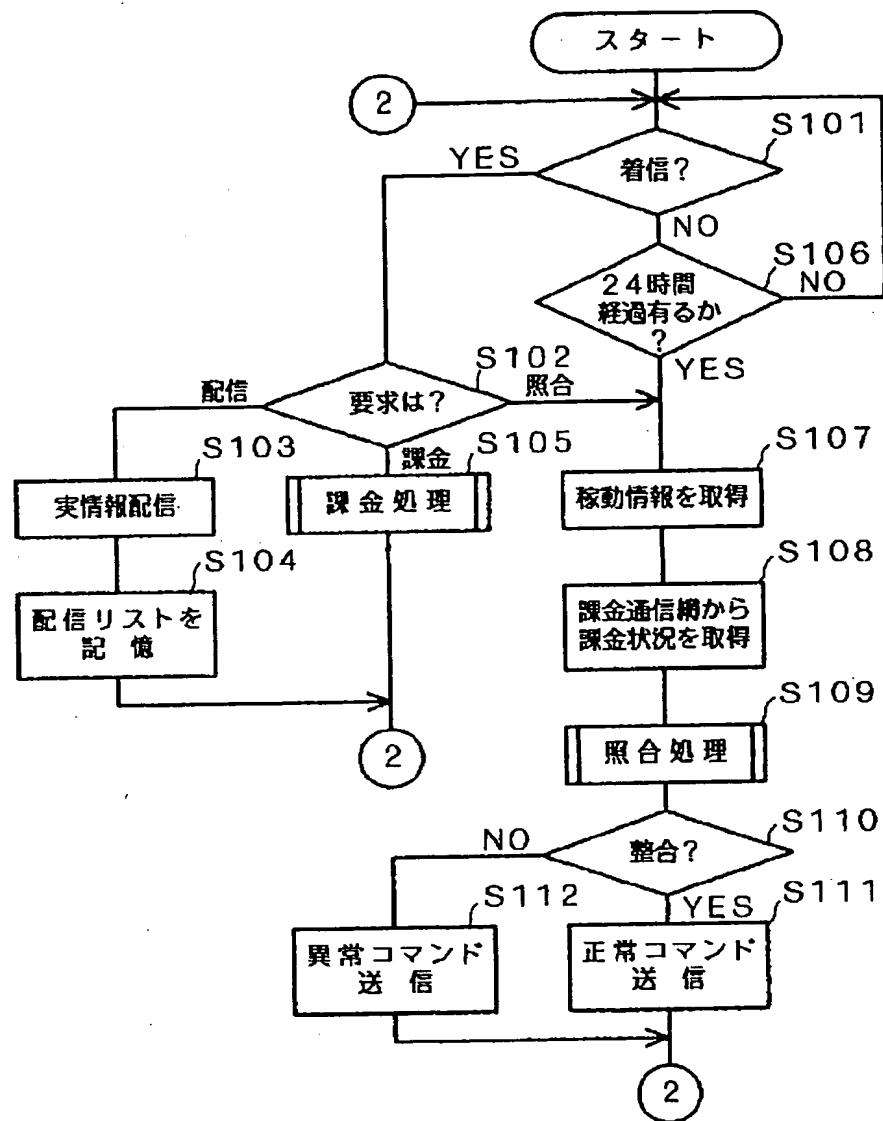 スタート
2
S101
YES
着信?
NO
S106
24時間
経過有るか
?
NO
YES
S102
配信
要求は?
照合
S103
課金
S105
S107
実情報配信
課金処理
稼動情報を取得
S104
S108
配信リストを
記憶
課金通信網から
課金状況を取得
S109
2
照合処理
S110
NO
整合?
S112
YES
S111
異常コマンド
送信
正常コマンド
送信
2